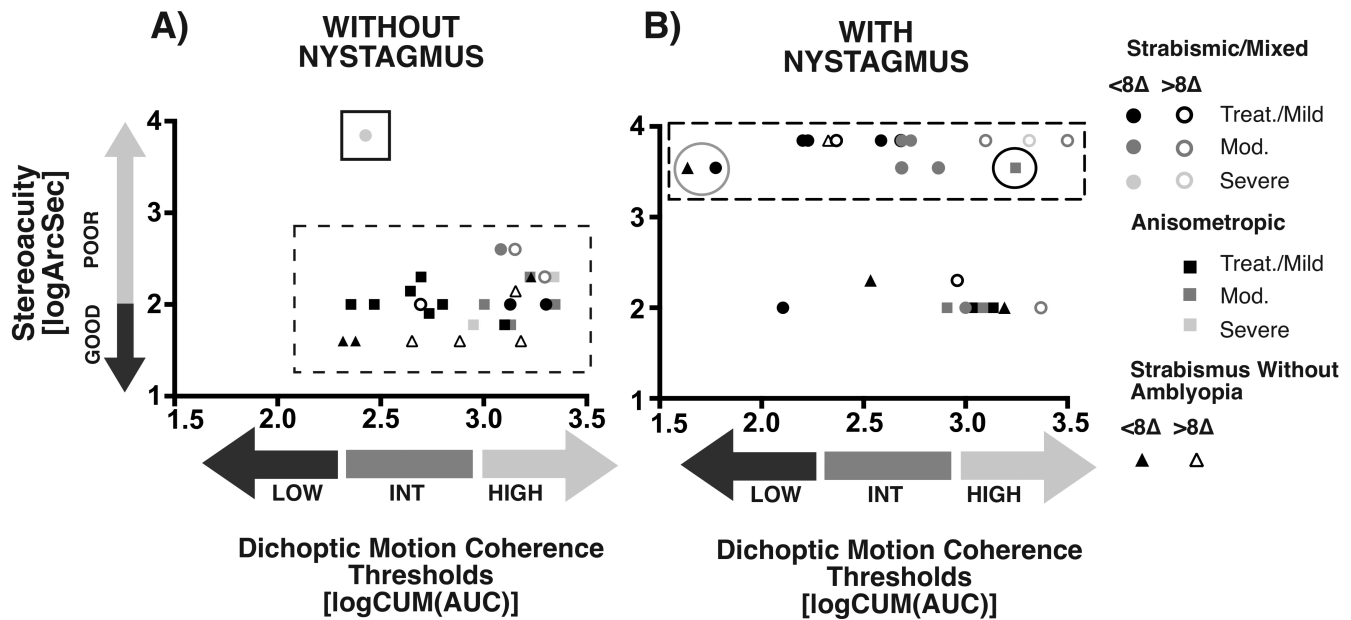 A)
WITHOUT
NYSTAGMUS
B)
WITH
NYSTAGMUS
Strabismic/Mixed
<8Δ >8Δ
Treat./Mild
Mod.
Severe
Anisometropic
Treat./Mild
Mod.
Severe
Strabismus Without
Amblyopia
<8Δ >8Δ
Stereoacuity
[logArcSec]
POOR
GOOD
4
3
2
1
1.5 2.0 2.5 3.0 3.5
LOW INT HIGH
Dichoptic Motion Coherence
Thresholds
[logCUM(AUC)]
4
3
2
1
1.5 2.0 2.5 3.0 3.5
LOW INT HIGH
Dichoptic Motion Coherence
Thresholds
[logCUM(AUC)]